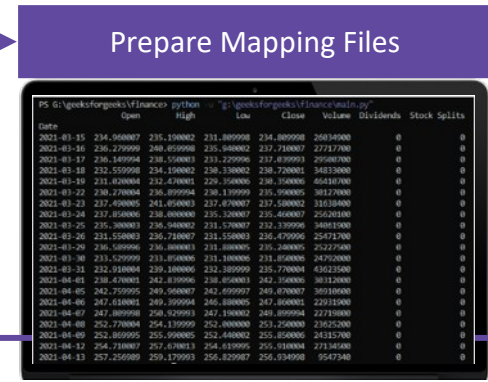 Prepare Mapping Files
PS G:\geeksforgeeks\finance> python -u "g:\geeksforgeeks\finance\main.py"
Open High Low Close Volume Dividends Stock Splits
Date
2021-03-15 234.960007 235.190002 231.809998 234.809998 26034900 0 0
2021-03-16 236.279999 240.059998 235.940002 237.710007 27717700 0 0
2021-03-17 236.149994 238.550003 233.229996 237.039993 29500700 0 0
2021-03-18 232.559998 234.190002 230.330002 230.720001 34833000 0 0
2021-03-19 231.020004 232.470001 229.350006 230.350006 46410700 0 0
2021-03-22 230.270004 236.899994 230.139999 235.990005 30127000 0 0
2021-03-23 237.490005 241.050003 237.070007 237.580002 31638400 0 0
2021-03-24 237.850006 238.000000 235.320007 235.460007 25620100 0 0
2021-03-25 235.300003 236.940002 231.570007 232.339996 34061900 0 0
2021-03-26 231.550003 236.710007 231.550003 236.479996 25471700 0 0
2021-03-29 236.589996 236.800003 231.880005 235.240005 25227500 0 0
2021-03-30 233.529999 233.850006 231.100006 231.850006 24792000 0 0
2021-03-31 232.910004 239.100006 232.389999 235.770004 43623500 0 0
2021-04-01 238.470001 242.839996 238.050003 242.350006 30312000 0 0
2021-04-05 242.759995 249.960007 242.699997 249.070007 36910600 0 0
2021-04-06 247.610001 249.399994 246.880005 247.860001 22931900 0 0
2021-04-07 247.809998 250.929993 247.190002 249.899994 22719800 0 0
2021-04-08 252.770004 254.139999 252.000000 253.250000 23625200 0 0
2021-04-09 252.869995 255.990005 252.440002 255.850006 24315700 0 0
2021-04-12 254.710007 257.670013 254.619995 255.910004 27134500 0 0
2021-04-13 257.256989 259.179993 256.829987 256.934998 9547340 0 0